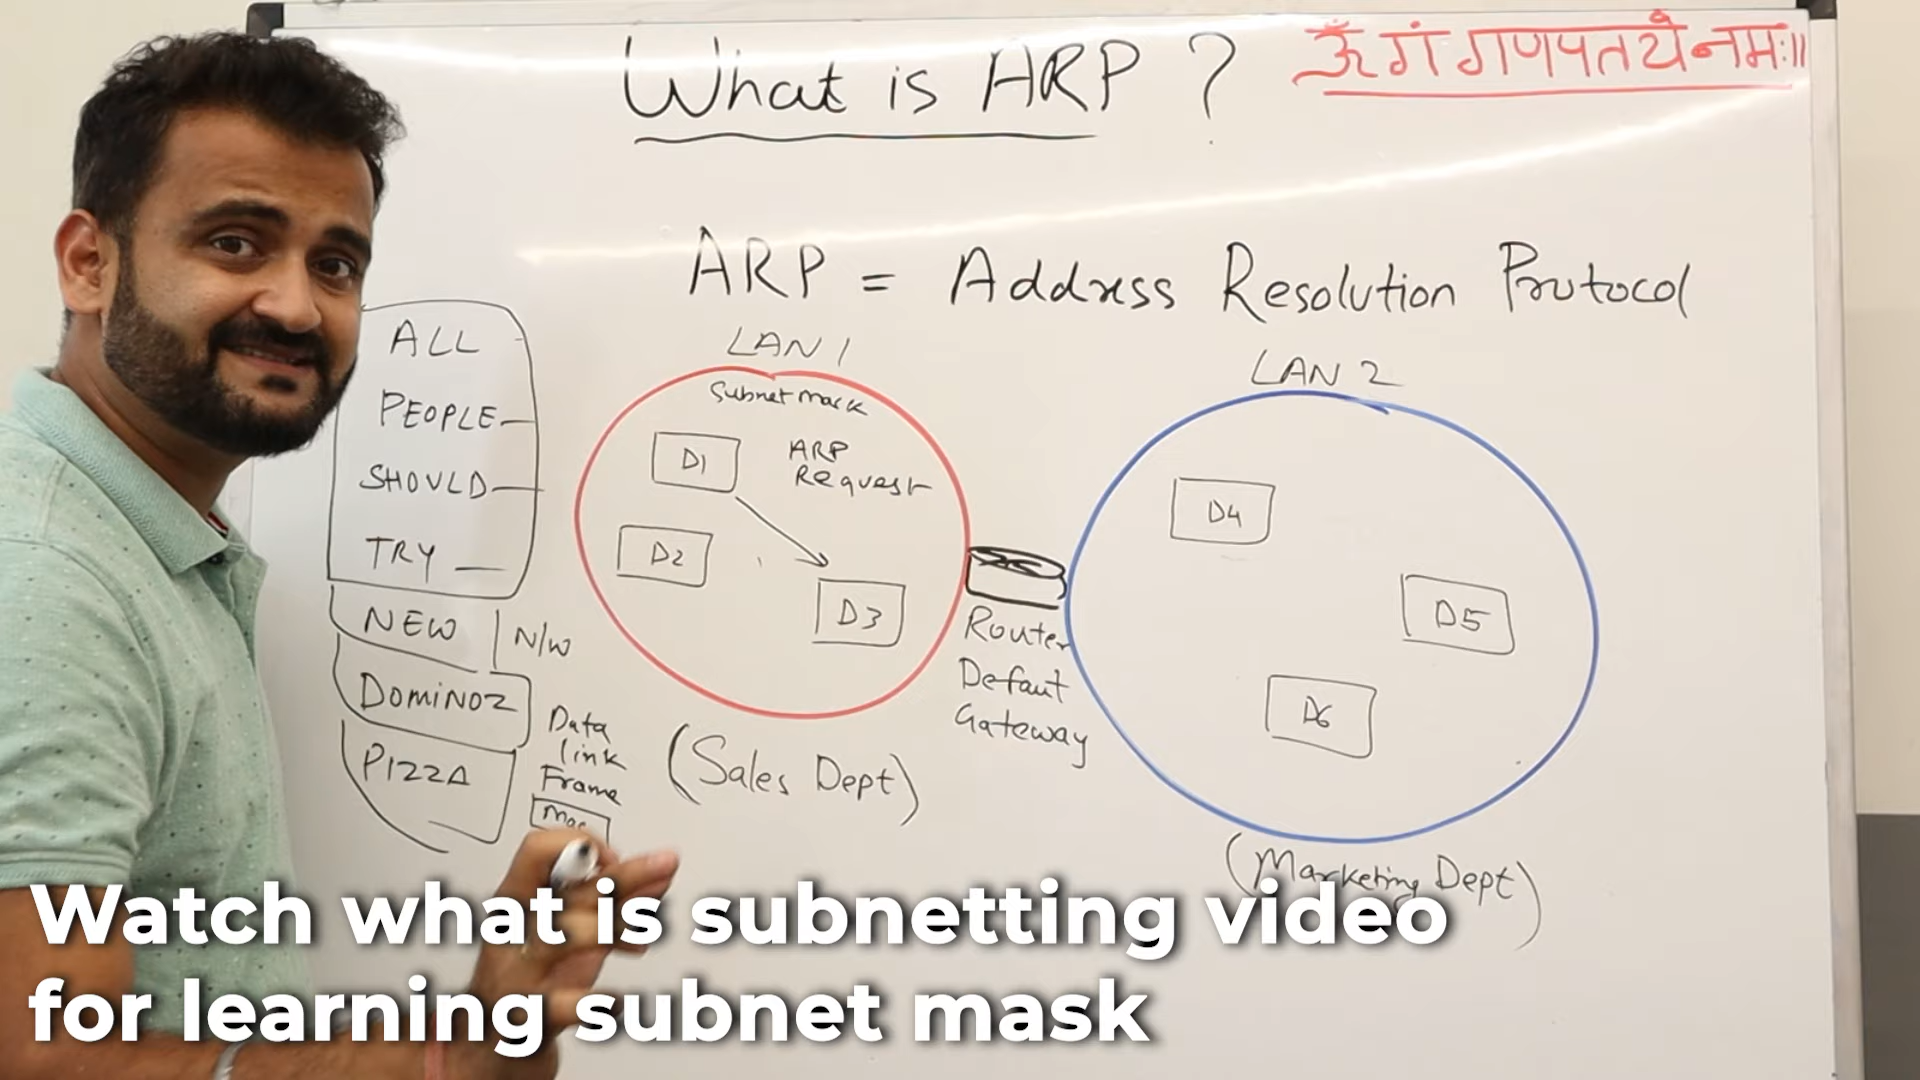 What is ARP ?
ॐ गं गणपतये नमः॥
ARP = Address Resolution Protocol
ALL
PEOPLE
SHOULD
TRY
NEW
N/W
DOMINOZ
PIZZA
Data
link
Frame
Mac
LAN 1
Subnet mask
D1
ARP
Request
D2
D3
(Sales Dept)
Router
Defaut
Gateway
LAN 2
D4
D5
D6
(Marketing Dept)
Watch what is subnetting video
for learning subnet mask